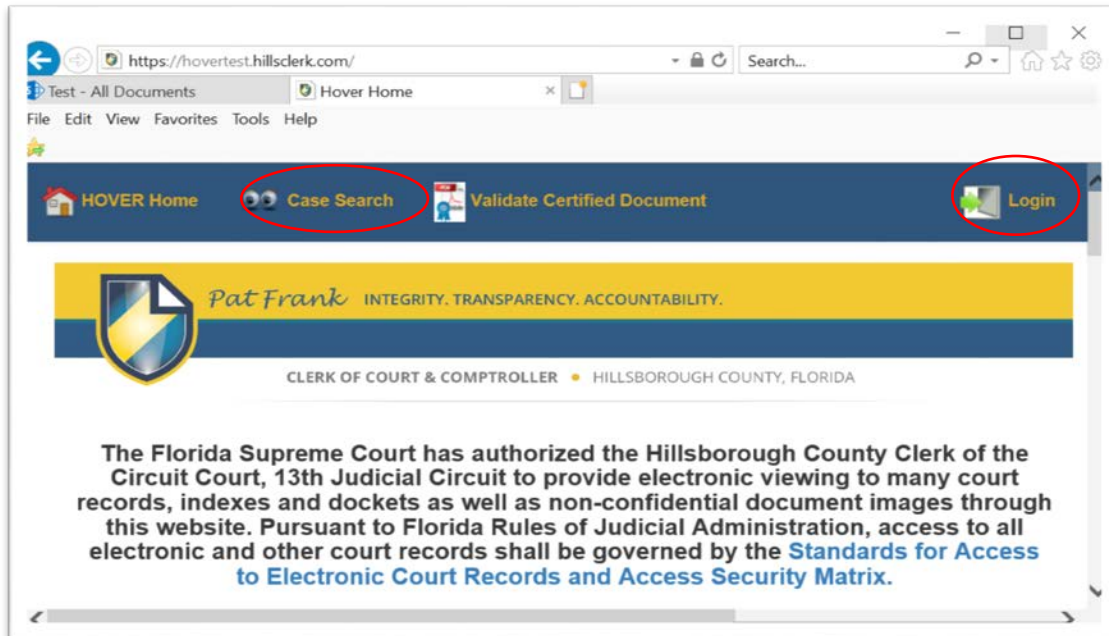 https://hovertest.hillsclerk.com/
Search...
Test - All Documents
Hover Home
File Edit View Favorites Tools Help
HOVER Home
Case Search
Validate Certified Document
Login
Pat Frank INTEGRITY. TRANSPARENCY. ACCOUNTABILITY.
CLERK OF COURT & COMPTROLLER • HILLSBOROUGH COUNTY, FLORIDA
The Florida Supreme Court has authorized the Hillsborough County Clerk of the
Circuit Court, 13th Judicial Circuit to provide electronic viewing to many court
records, indexes and dockets as well as non-confidential document images through
this website. Pursuant to Florida Rules of Judicial Administration, access to all
electronic and other court records shall be governed by the Standards for Access
to Electronic Court Records and Access Security Matrix.